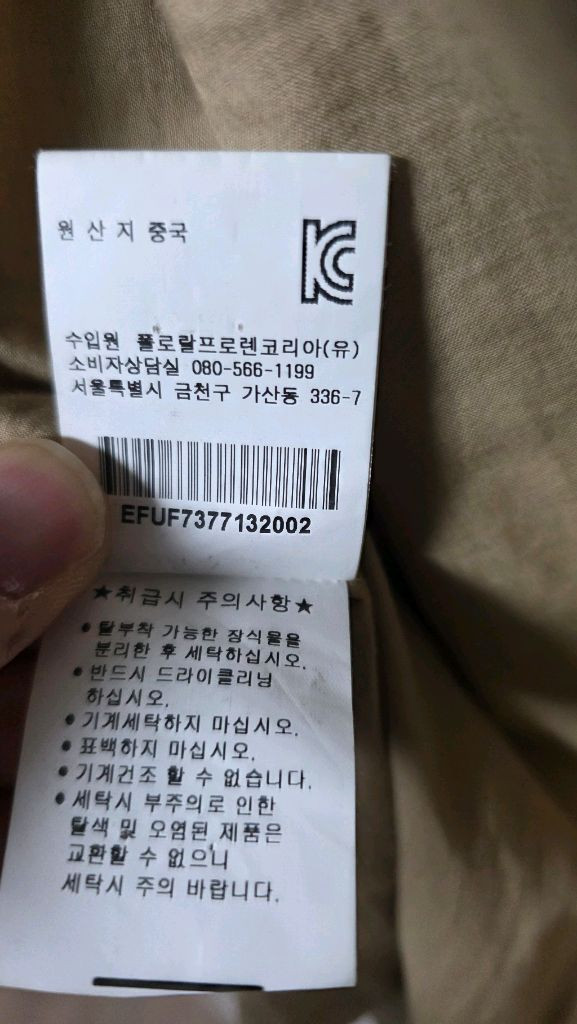 원 산 지 중국
KC
수입원 폴로랄프로렌코리아(유)
소비자상담실 080-566-1199
서울특별시 금천구 가산동 336-7
EFUF7377132002
★취급시 주의사항★
• 탈부착 가능한 장식물을
분리한 후 세탁하십시오.
• 반드시 드라이클리닝
하십시오.
• 기계세탁하지 마십시오.
• 표백하지 마십시오.
• 기계건조 할 수 없습니다.
• 세탁시 부주의로 인한
탈색 및 오염된 제품은
교환할 수 없으니
세탁시 주의 바랍니다.